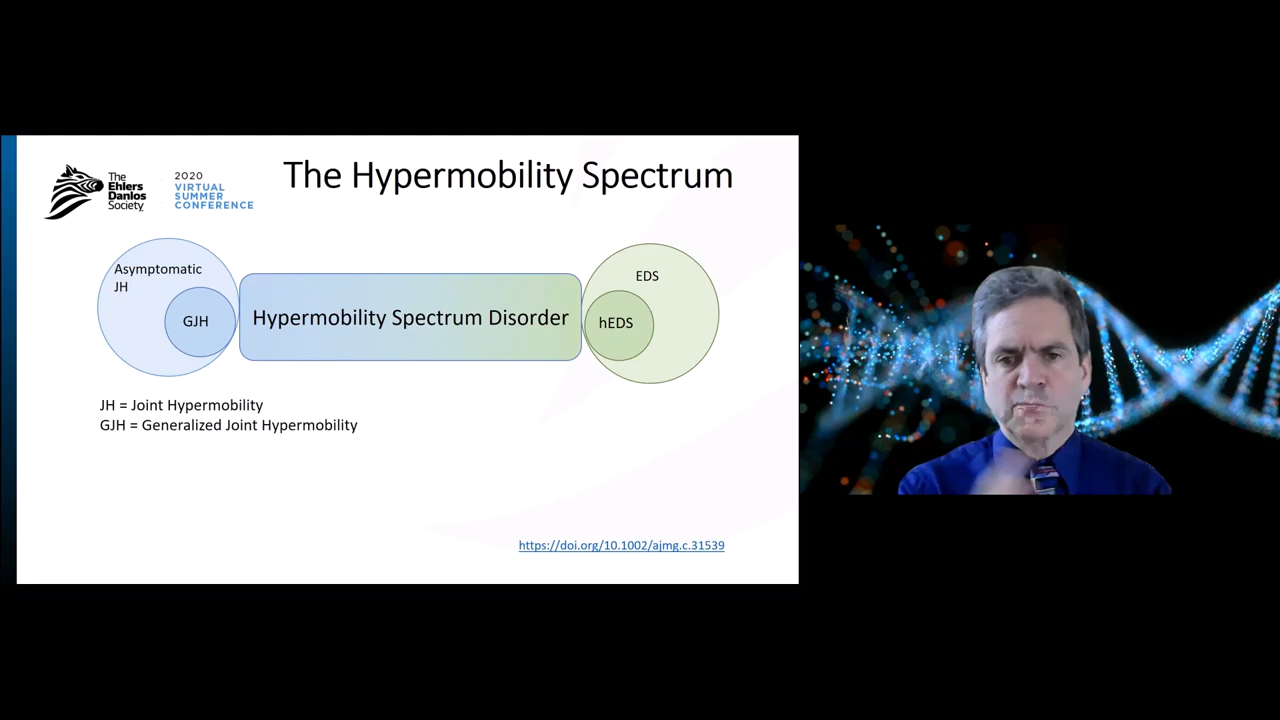 The
Ehlers
Danlos
Society
2020
VIRTUAL
SUMMER
CONFERENCE
The Hypermobility Spectrum
Asymptomatic
JH
GJH
Hypermobility Spectrum Disorder
EDS
hEDS
JH = Joint Hypermobility
GJH = Generalized Joint Hypermobility
https://doi.org/10.1002/ajmg.c.31539